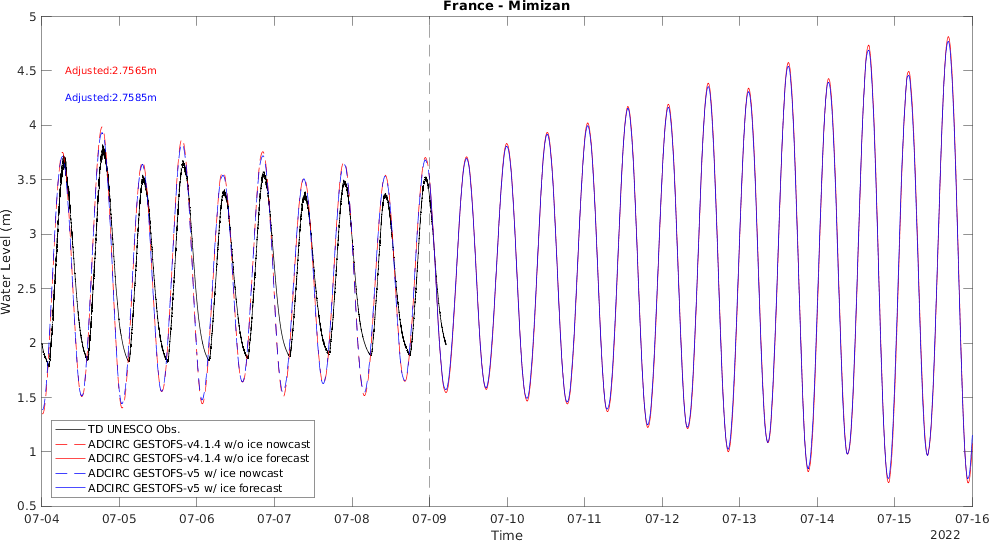 France - Mimizan
5
4.5
4
3.5
3
2.5
2
1.5
1
0.5
Water Level (m)
Adjusted:2.7565m
Adjusted:2.7585m
TD UNESCO Obs.
ADCIRC GESTOFS-v4.1.4 w/o ice nowcast
ADCIRC GESTOFS-v4.1.4 w/o ice forecast
ADCIRC GESTOFS-v5 w/ ice nowcast
ADCIRC GESTOFS-v5 w/ ice forecast
07-04 07-05 07-06 07-07 07-08 07-09 07-10 07-11 07-12 07-13 07-14 07-15 07-16
Time
2022